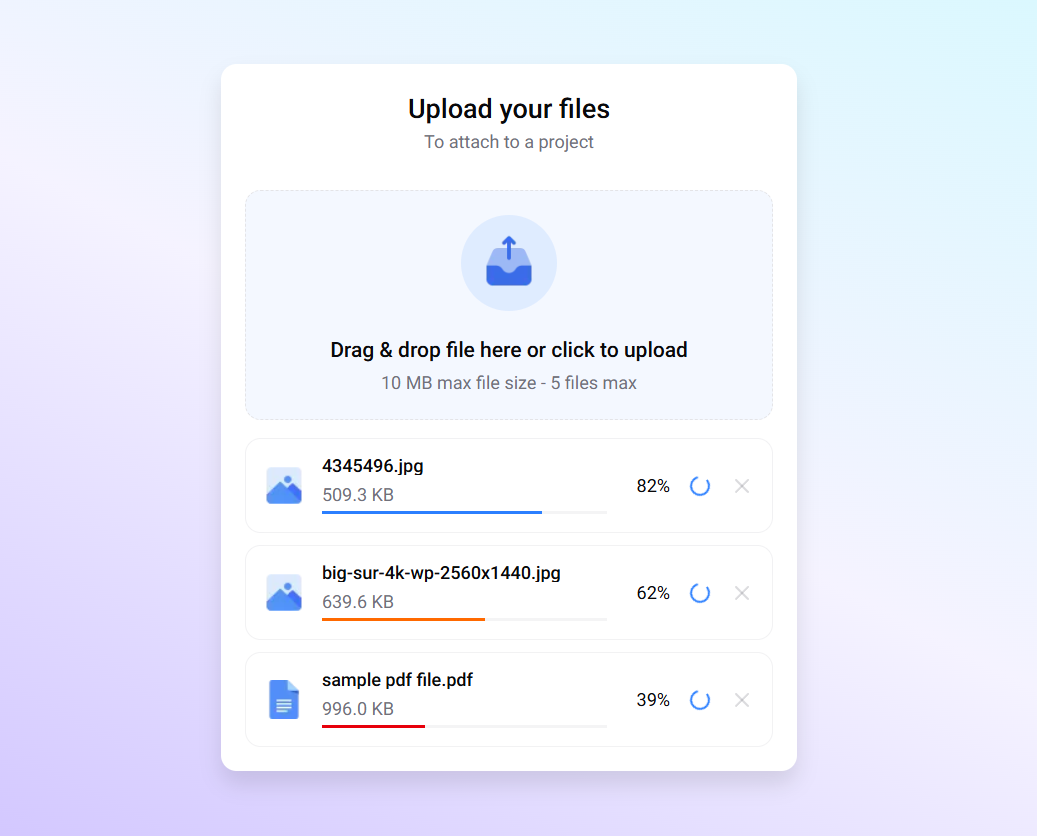 Upload your files
To attach to a project
Drag & drop file here or click to upload
10 MB max file size - 5 files max
4345496.jpg
509.3 KB
82%
big-sur-4k-wp-2560x1440.jpg
639.6 KB
62%
sample pdf file.pdf
996.0 KB
39%